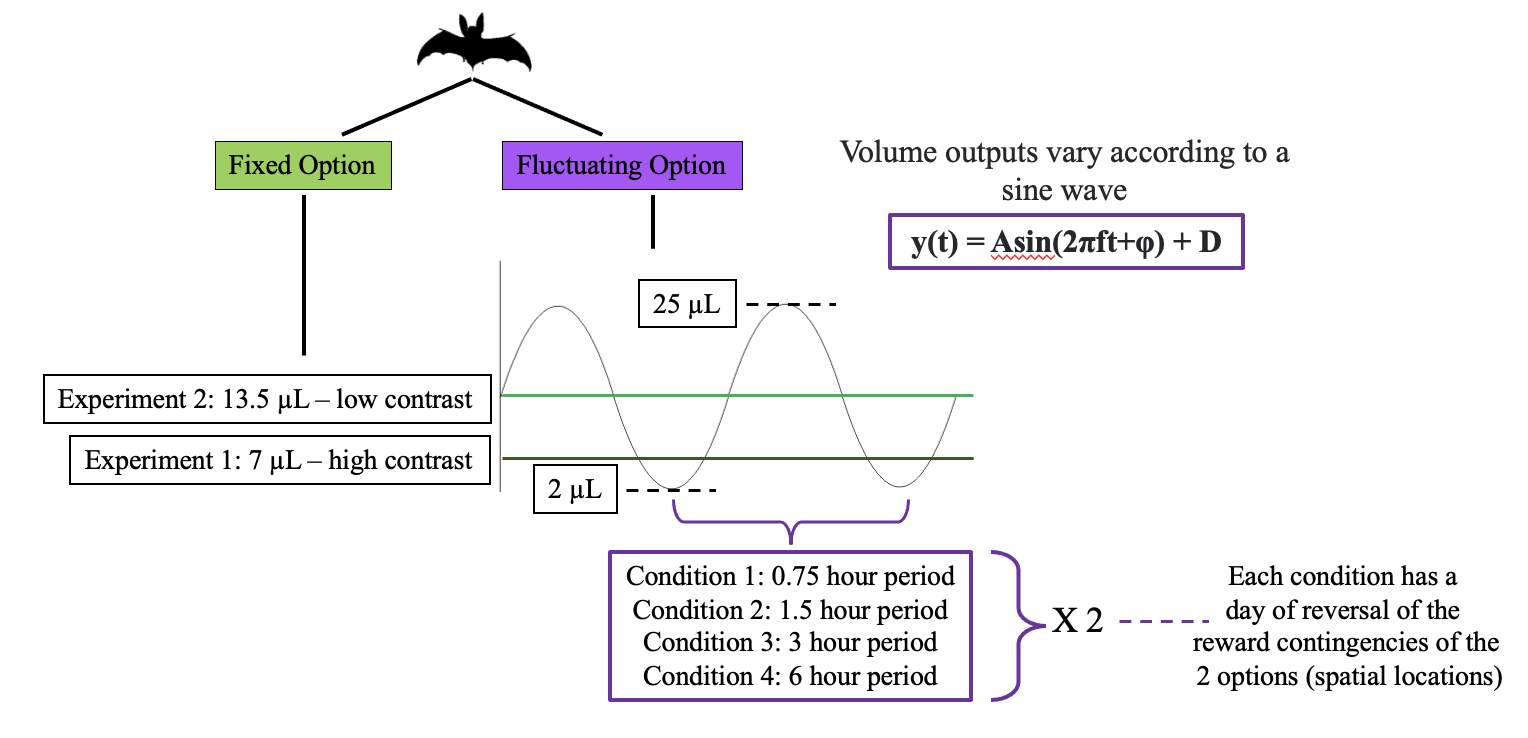 Fixed Option
Fluctuating Option
Volume outputs vary according to a
sine wave
y(t) = Asin(2πft+φ) + D
25 µL
Experiment 2: 13.5 µL – low contrast
Experiment 1: 7 µL – high contrast
2 µL
Condition 1: 0.75 hour period
Condition 2: 1.5 hour period
Condition 3: 3 hour period
Condition 4: 6 hour period
X 2
Each condition has a
day of reversal of the
reward contingencies of the
2 options (spatial locations)